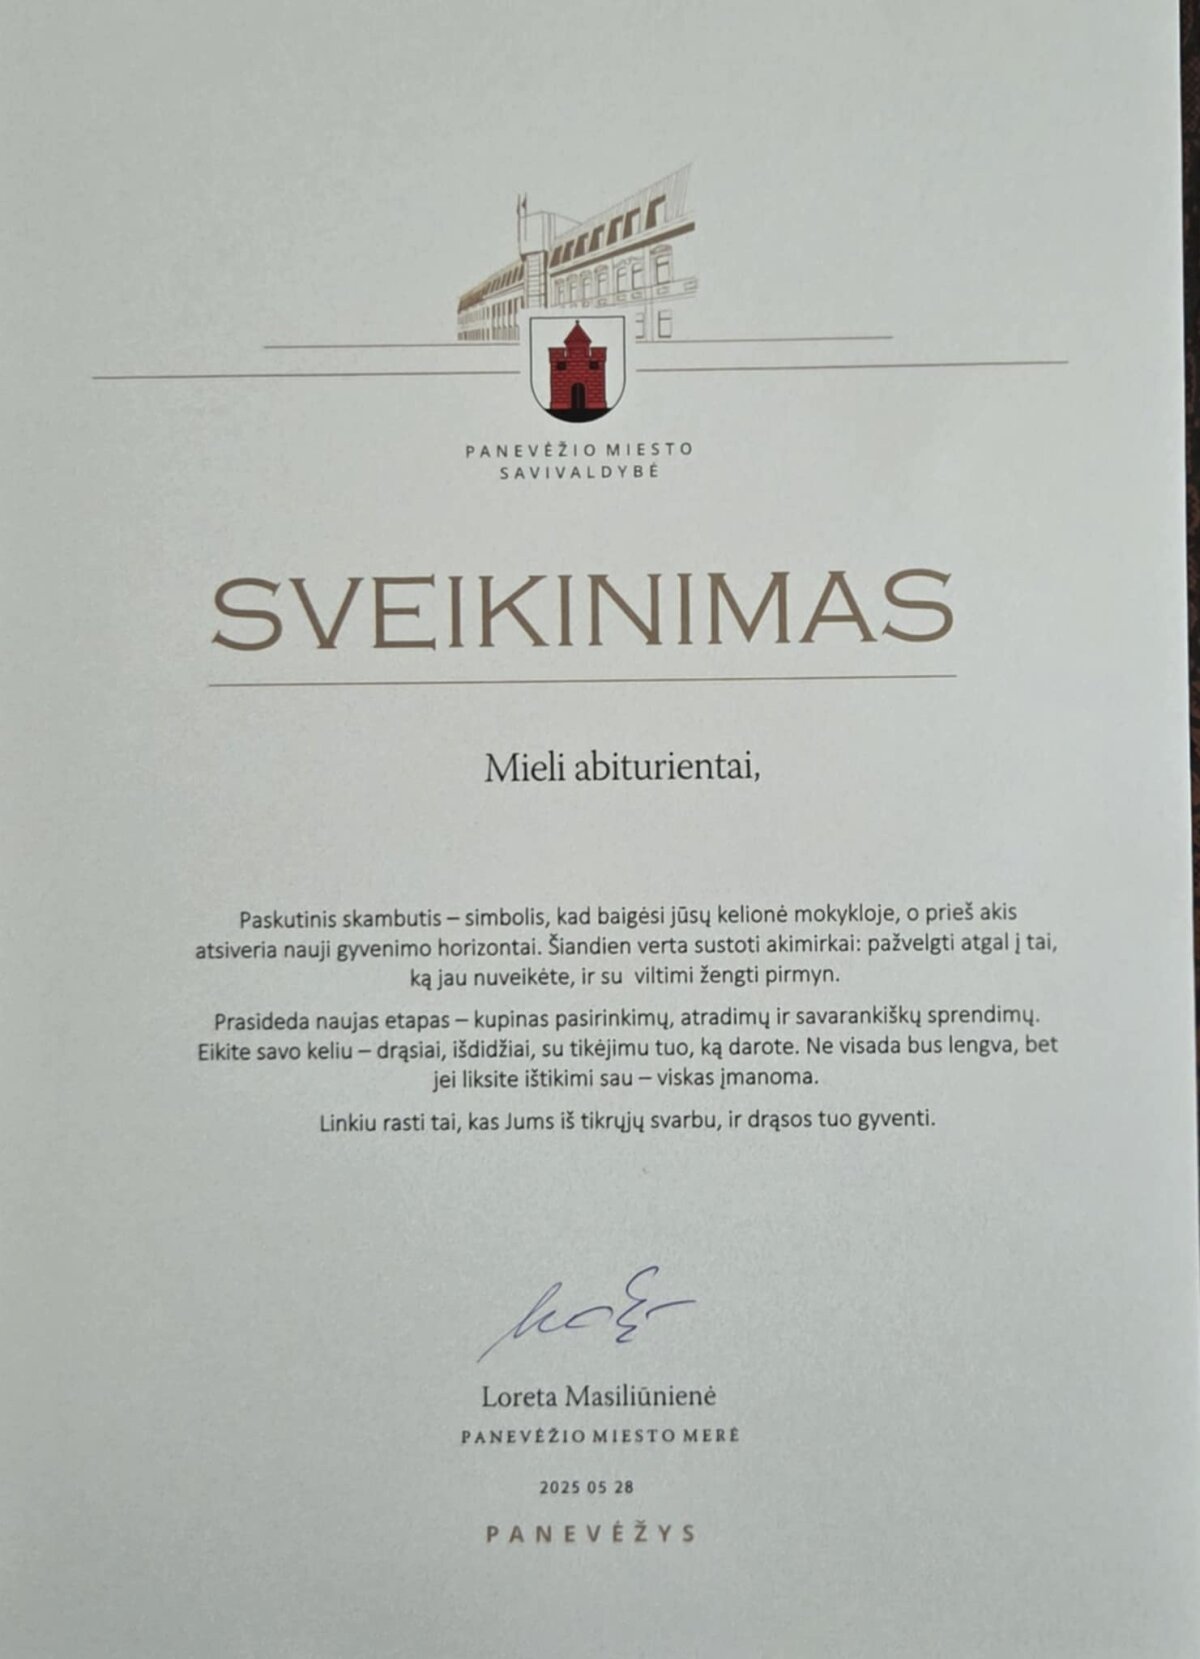 PANEVĖŽIO MIESTO
SAVIVALDYBĖ
SVEIKINIMAS
Mieli abiturientai,
Paskutinis skambutis – simbolis, kad baigėsi jūsų kelionė mokykloje, o prieš akis
atsiveria nauji gyvenimo horizontai. Šiandien verta sustoti akimirkai: pažvelgti atgal į tai,
ką jau nuveikėte, ir su viltimi žengti pirmyn.
Prasideda naujas etapas – kupinas pasirinkimų, atradimų ir savarankiškų sprendimų.
Eikite savo keliu – drąsiai, išdidžiai, su tikėjimu tuo, ką darote. Ne visada bus lengva, bet
jei liksite ištikimi sau – viskas įmanoma.
Linkiu rasti tai, kas Jums iš tikrųjų svarbu, ir drąsos tuo gyventi.
Loreta Masiliūnienė
PANEVĖŽIO MIESTO MERĖ
2025 05 28
PANEVĖŽYS